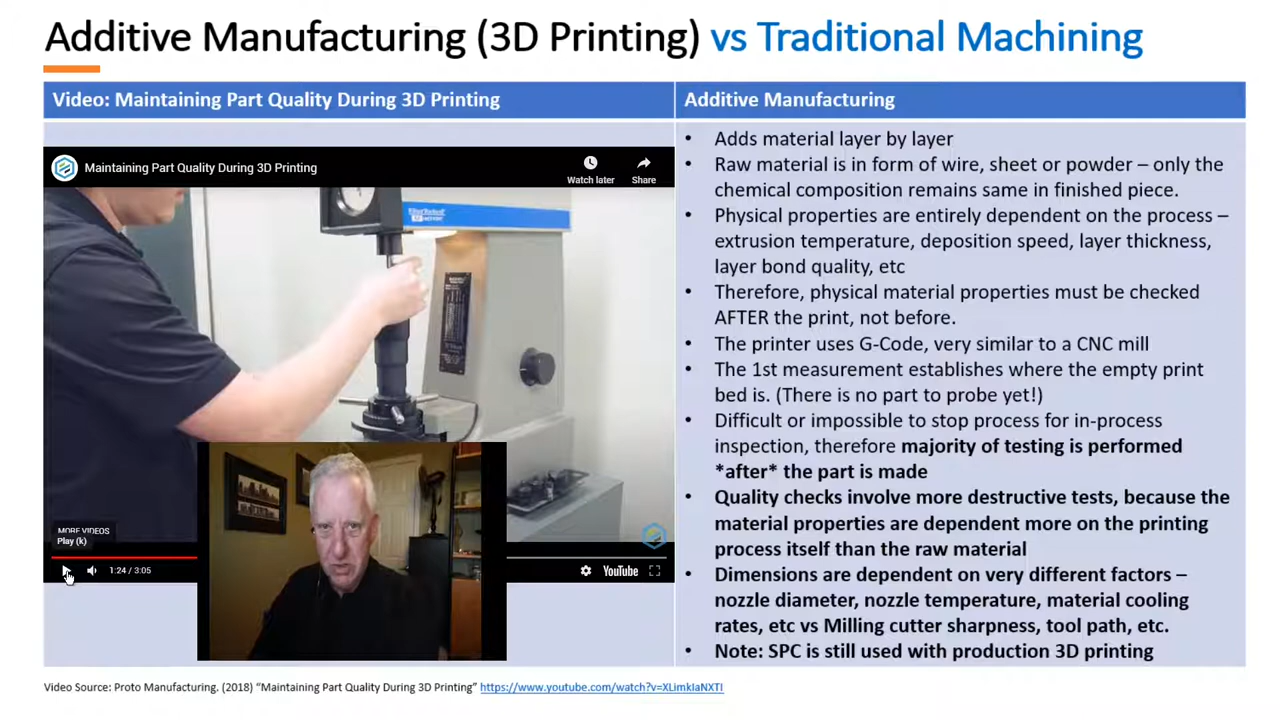 Additive Manufacturing (3D Printing) vs Traditional Machining
Video: Maintaining Part Quality During 3D Printing
Maintaining Part Quality During 3D Printing
Watch later
Share
MORE VIDEOS
Play (k)
1:24 / 3:05
YouTube
Additive Manufacturing
• Adds material layer by layer
• Raw material is in form of wire, sheet or powder – only the
chemical composition remains same in finished piece.
• Physical properties are entirely dependent on the process –
extrusion temperature, deposition speed, layer thickness,
layer bond quality, etc
• Therefore, physical material properties must be checked
AFTER the print, not before.
• The printer uses G-Code, very similar to a CNC mill
• The 1st measurement establishes where the empty print
bed is. (There is no part to probe yet!)
• Difficult or impossible to stop process for in-process
inspection, therefore majority of testing is performed
*after* the part is made
• Quality checks involve more destructive tests, because the
material properties are dependent more on the printing
process itself than the raw material
• Dimensions are dependent on very different factors –
nozzle diameter, nozzle temperature, material cooling
rates, etc vs Milling cutter sharpness, tool path, etc.
• Note: SPC is still used with production 3D printing
Video Source: Proto Manufacturing. (2018) “Maintaining Part Quality During 3D Printing” https://www.youtube.com/watch?v=XLimkIaNXTI